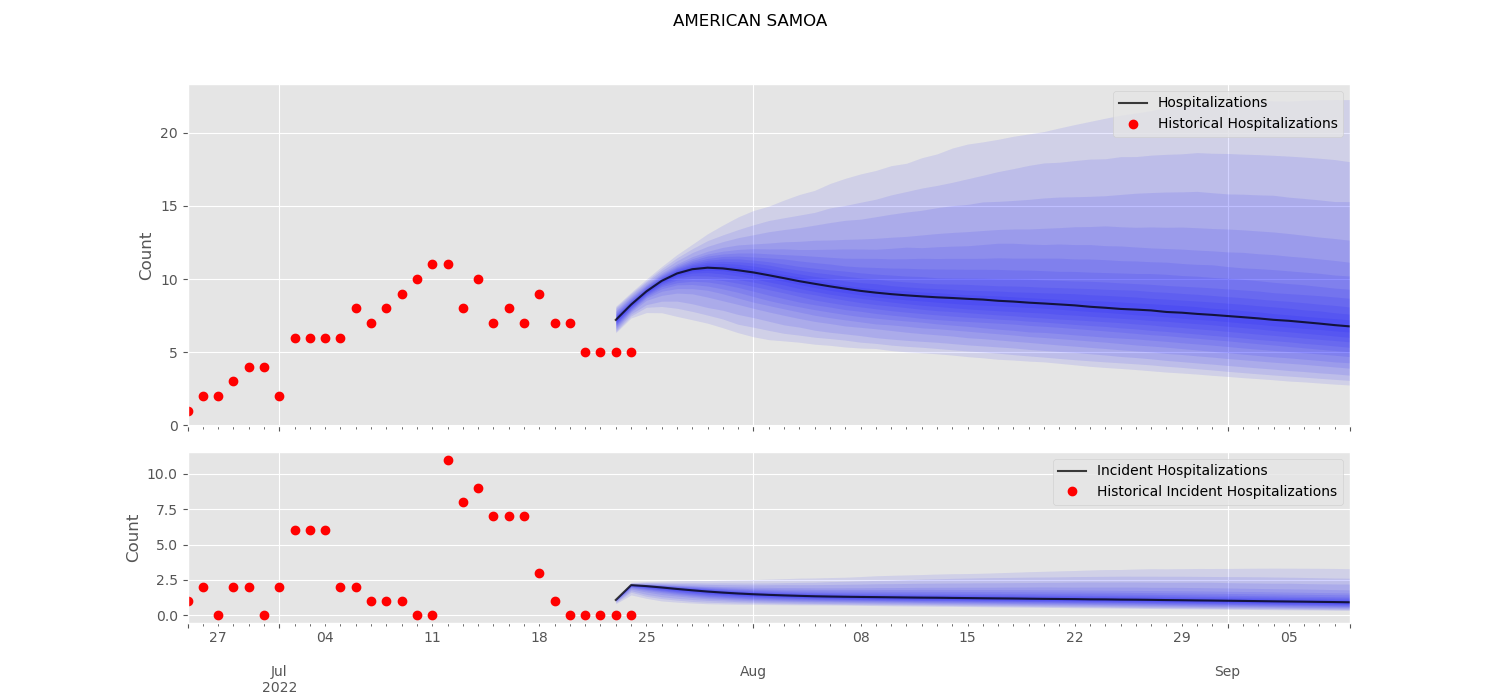 AMERICAN SAMOA
Hospitalizations
Historical Hospitalizations
Count
20
15
10
5
0
Incident Hospitalizations
Historical Incident Hospitalizations
Count
10.0
7.5
5.0
2.5
0.0
27 04 11 18 25 08 15 22 29 05
Jul Aug Sep
2022